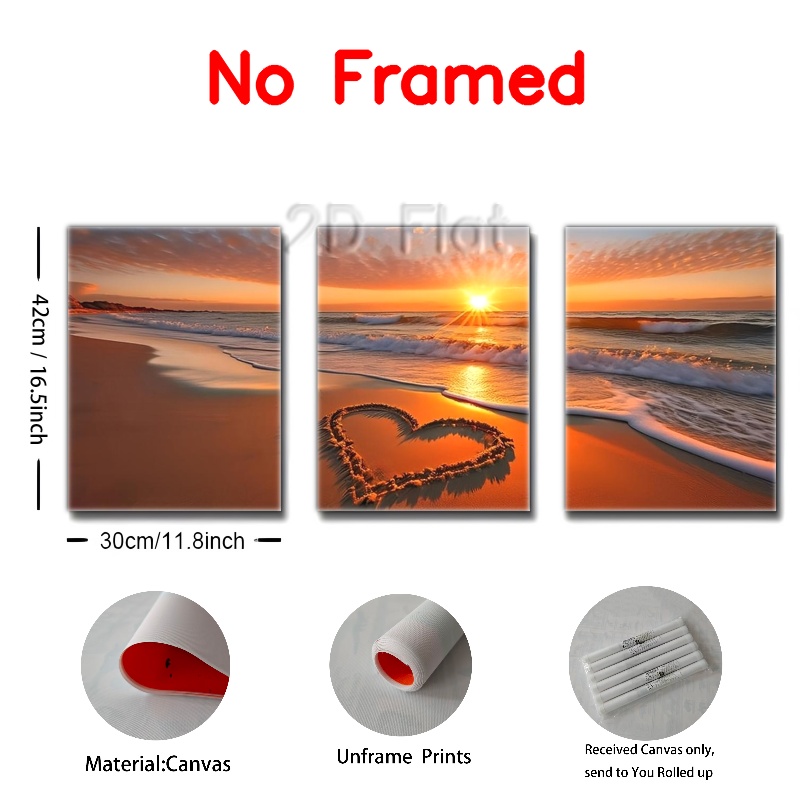 No Framed
2D Flat
42cm / 16.5inch
30cm/11.8inch
Material:Canvas
Unframe Prints
Received Canvas only,
send to You Rolled up